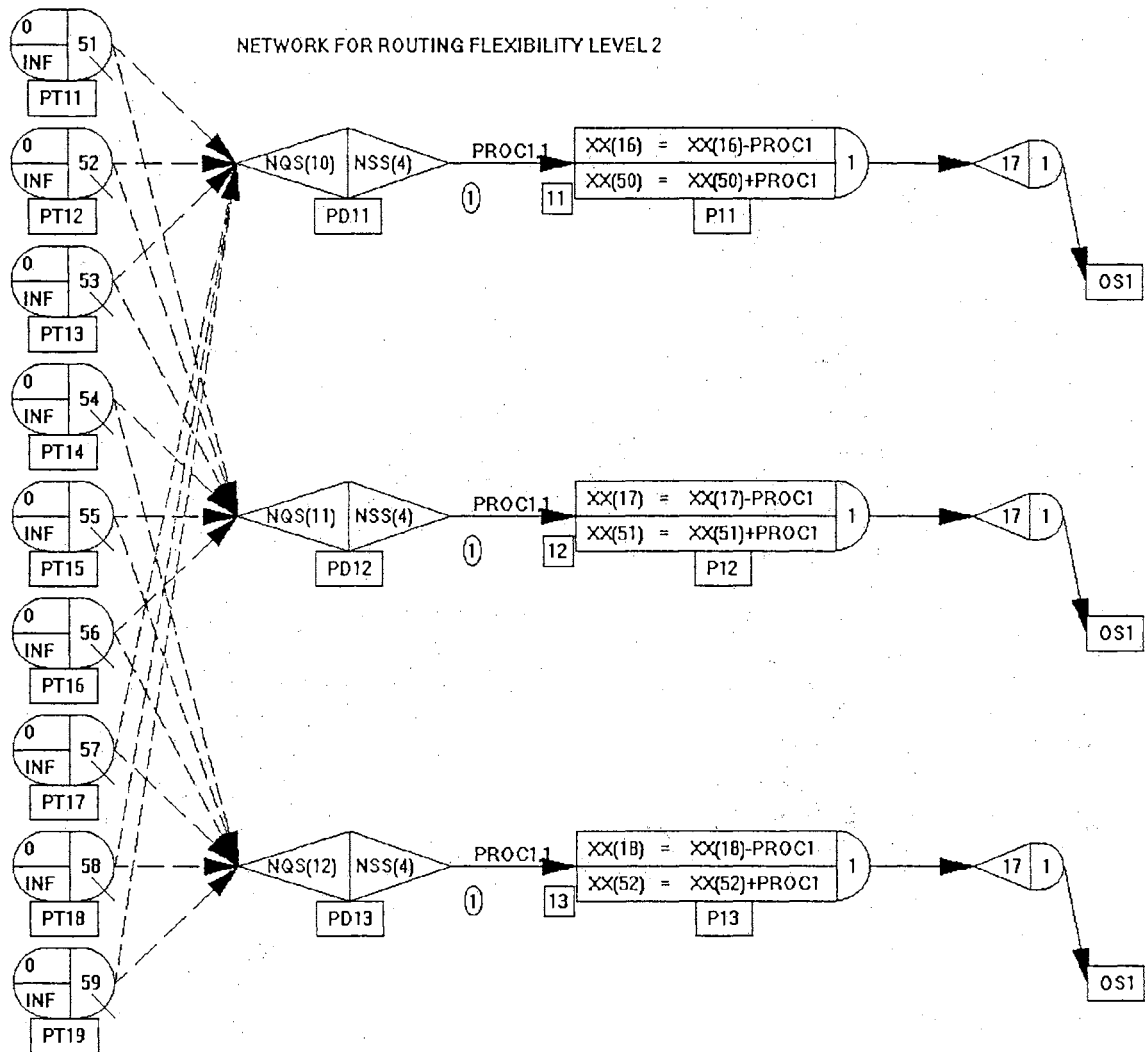 NETWORK FOR ROUTING FLEXIBILITY LEVEL 2
0
INF
51
PT11
0
INF
52
PT12
0
INF
53
PT13
0
INF
54
PT14
0
INF
55
PT15
0
INF
56
PT16
0
INF
57
PT17
0
INF
58
PT18
0
INF
59
PT19
NQS(10)
NSS(4)
PD11
PROC1,1
1
11
XX(16) = XX(16)-PROC1
XX(50) = XX(50)+PROC1
1
P11
17
1
OS1
NQS(11)
NSS(4)
PD12
PROC1,1
1
12
XX(17) = XX(17)-PROC1
XX(51) = XX(51)+PROC1
1
P12
17
1
OS1
NQS(12)
NSS(4)
PD13
PROC1,1
1
13
XX(18) = XX(18)-PROC1
XX(52) = XX(52)+PROC1
1
P13
17
1
OS1